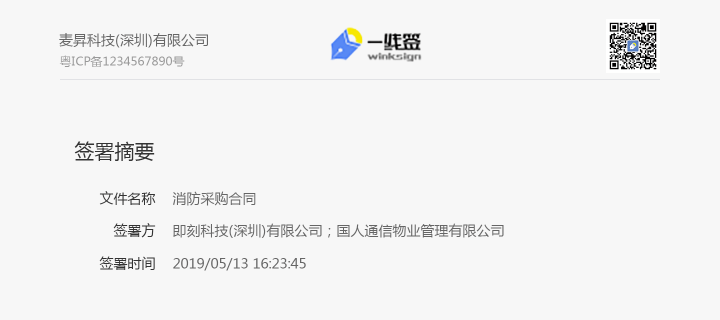 麦昇科技(深圳)有限公司
粤ICP备1234567890号
一线签
winksign
签署摘要
文件名称 消防采购合同
签署方 即刻科技(深圳)有限公司；国人通信物业管理有限公司
签署时间 2019/05/13 16:23:45